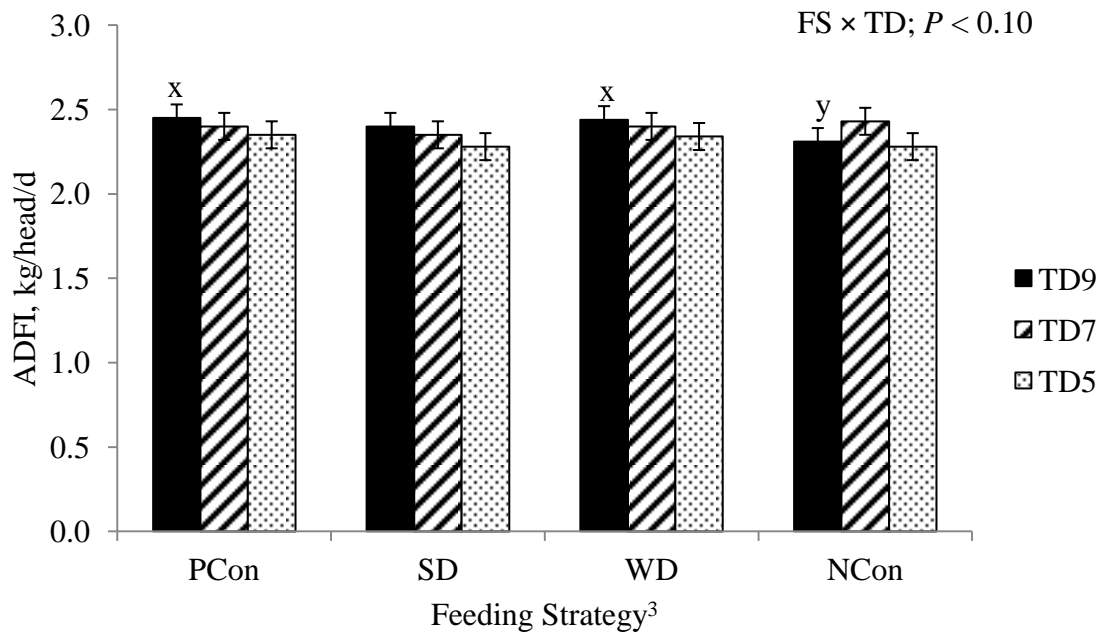 FS × TD; P < 0.10
ADFI, kg/head/d
3.0
2.5
2.0
1.5
1.0
0.5
0.0
x
x
y
TD9
TD7
TD5
PCon SD WD NCon
Feeding Strategy³